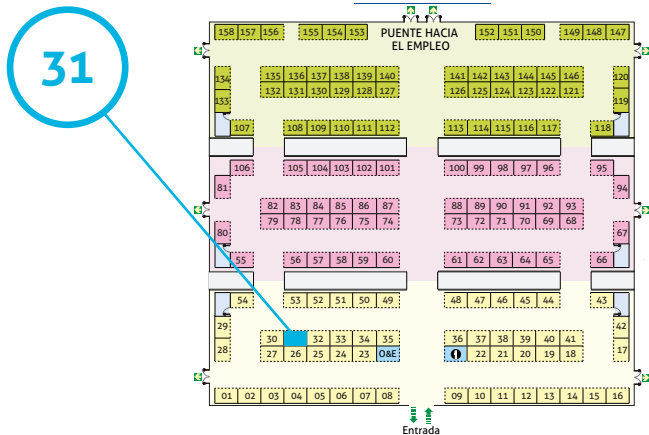 31
PUENTE HACIA
EL EMPLEO
158 157 156 155 154 153 152 151 150 149 148 147
134 135 136 137 138 139 140 141 142 143 144 145 146 120
133 132 131 130 129 128 127 126 125 124 123 122 121 119
107 108 109 110 111 112 113 114 115 116 117 118
106 105 104 103 102 101 100 99 98 97 96 95
81 94
82 83 84 85 86 87 88 89 90 91 92 93
79 78 77 76 75 74 73 72 71 70 69 68
80 67
55 56 57 58 59 60 61 62 63 64 65 66
54 53 52 51 50 49 48 47 46 45 44 43
29 42
30 32 33 34 35 36 37 38 39 40 41
28 27 26 25 24 23 O&E 22 21 20 19 18 17
01 02 03 04 05 06 07 08 09 10 11 12 13 14 15 16
Entrada